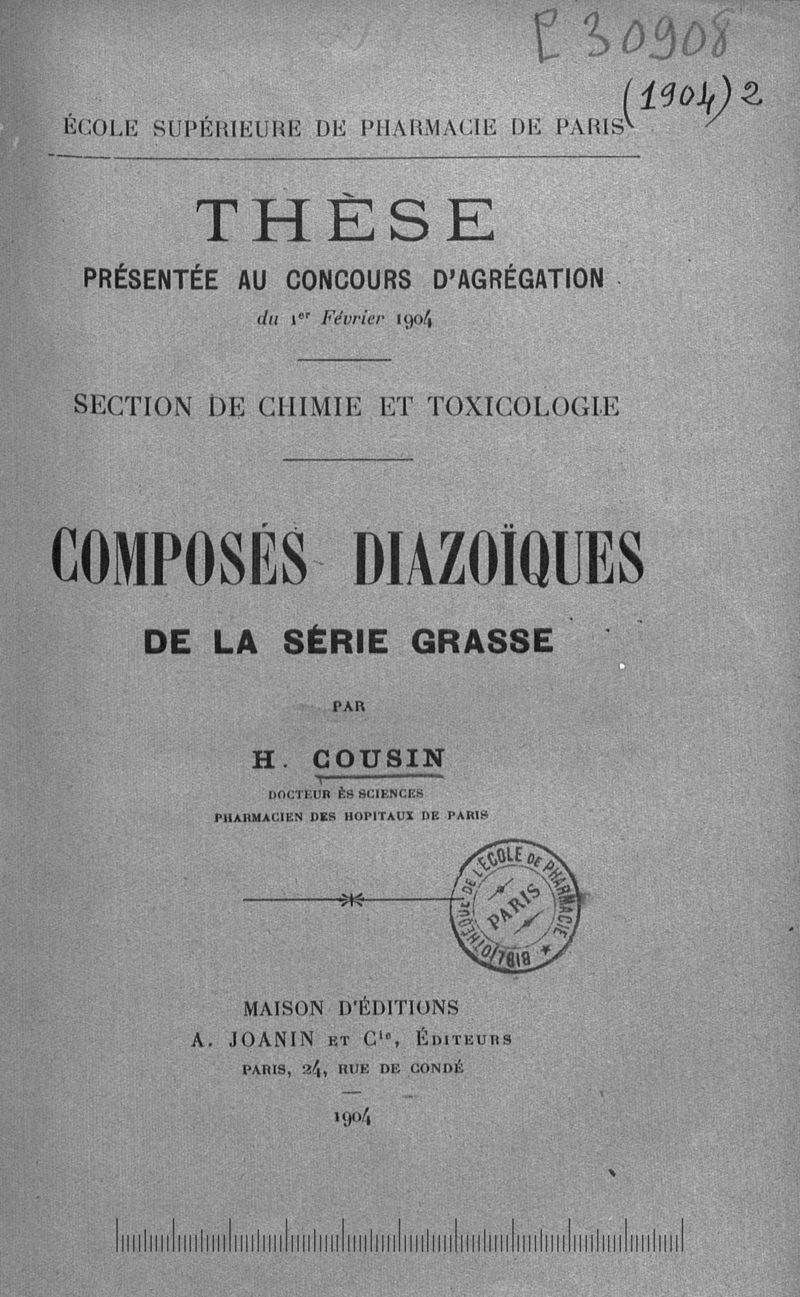 P 30908
(1904) 2
ÉCOLE SUPÉRIEURE DE PHARMACIE DE PARIS
THÈSE
PRÉSENTÉE AU CONCOURS D'AGRÉGATION
du 1er Février 1904
SECTION DE CHIMIE ET TOXICOLOGIE
COMPOSÉS DIAZOÏQUES
DE LA SÉRIE GRASSE
PAR
H. COUSIN
DOCTEUR ÈS SCIENCES
PHARMACIEN DES HOPITAUX DE PARIS
BIBLIOTHÈQUE DE L'ÉCOLE DE PHARMACIE
PARIS
MAISON D'ÉDITIONS
A. JOANIN ET Cie, ÉDITEURS
PARIS, 24, RUE DE CONDÉ
1904